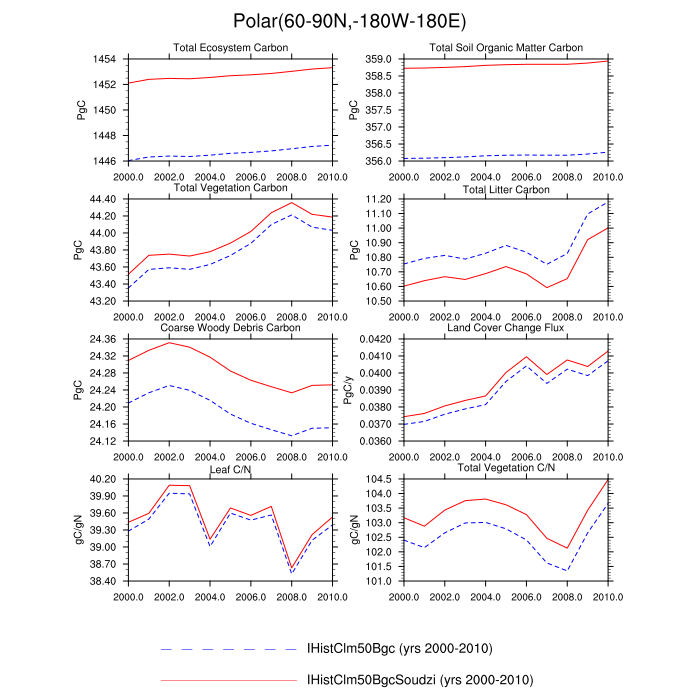 Polar(60-90N,-180W-180E)
Total Ecosystem Carbon
PgC
1454
1452
1450
1448
1446
2000.0 2002.0 2004.0 2006.0 2008.0 2010.0
Total Soil Organic Matter Carbon
PgC
359.0
358.5
358.0
357.5
357.0
356.5
356.0
2000.0 2002.0 2004.0 2006.0 2008.0 2010.0
Total Vegetation Carbon
PgC
44.40
44.20
44.00
43.80
43.60
43.40
43.20
2000.0 2002.0 2004.0 2006.0 2008.0 2010.0
Total Litter Carbon
PgC
11.20
11.10
10.90
10.80
10.70
10.60
10.50
2000.0 2002.0 2004.0 2006.0 2008.0 2010.0
Coarse Woody Debris Carbon
PgC
24.36
24.32
24.28
24.24
24.20
24.16
24.12
2000.0 2002.0 2004.0 2006.0 2008.0 2010.0
Land Cover Change Flux
PgC/y
0.0420
0.0410
0.0400
0.0390
0.0380
0.0370
0.0360
2000.0 2002.0 2004.0 2006.0 2008.0 2010.0
Leaf C/N
gC/gN
40.20
39.90
39.60
39.30
39.00
38.70
38.40
2000.0 2002.0 2004.0 2006.0 2008.0 2010.0
Total Vegetation C/N
gC/gN
104.5
104.0
103.5
103.0
102.5
102.0
101.5
101.0
2000.0 2002.0 2004.0 2006.0 2008.0 2010.0
IHistClm50Bgc (yrs 2000-2010)
IHistClm50BgcSoudzi (yrs 2000-2010)